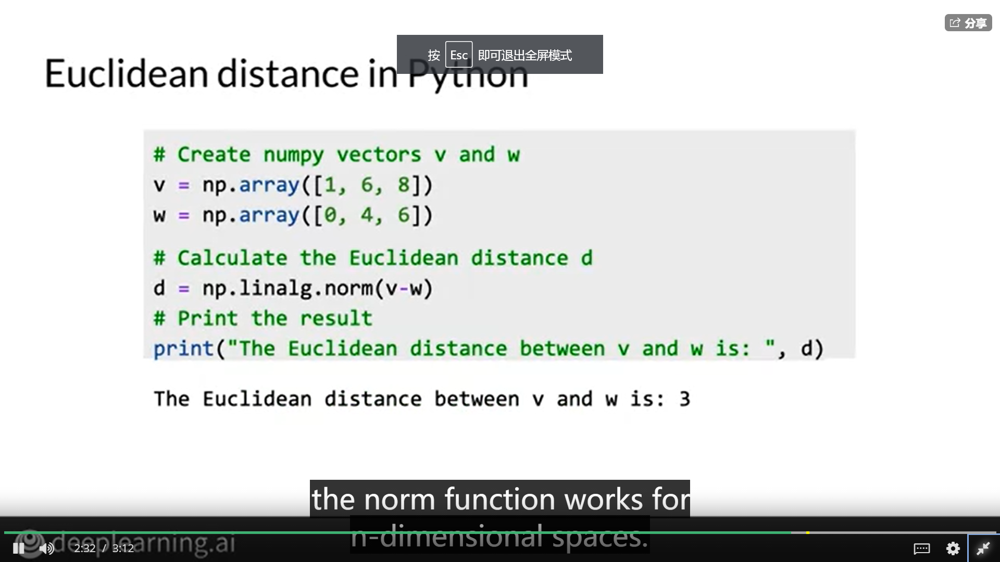 分享
按 Esc 即可退出全屏模式
Euclidean distance in Python
# Create numpy vectors v and w
v = np.array([1, 6, 8])
w = np.array([0, 4, 6])
# Calculate the Euclidean distance d
d = np.linalg.norm(v-w)
# Print the result
print("The Euclidean distance between v and w is: ", d)
The Euclidean distance between v and w is: 3
the norm function works for
n-dimensional spaces.
deeplearning.ai
2:32 / 3:12